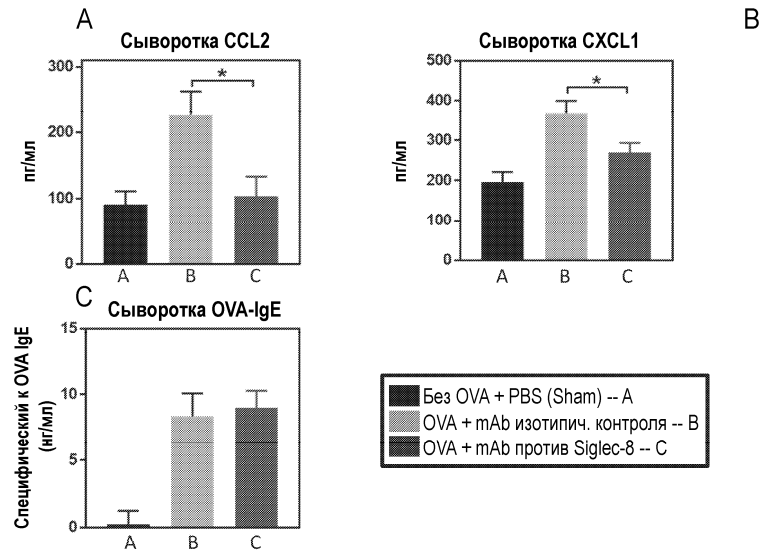 A
B
Сыворотка CCL2
Сыворотка CXCL1
пг/мл
300
200
100
0
*
A
B
C
пг/мл
500
400
300
200
100
0
*
A
B
C
C
Сыворотка OVA-IgE
Специфический к OVA IgE
(нг/мл)
15
10
5
0
A
B
C
Без OVA + PBS (Sham) -- A
OVA + mAb изотипич. контроля -- B
OVA + mAb против Siglec-8 -- C